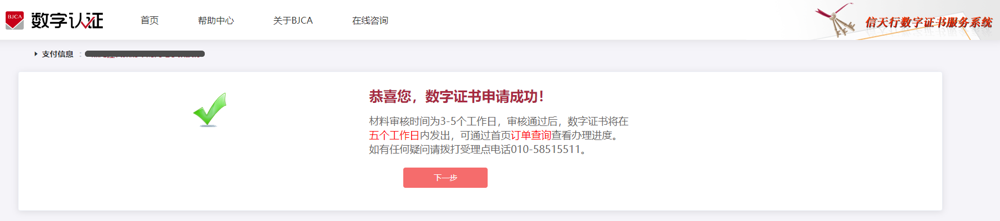 BJCA 数字认证 首页 帮助中心 关于BJCA 在线咨询 信天行数字证书服务系统
支付信息 :
恭喜您，数字证书申请成功！
材料审核时间为3-5个工作日，审核通过后，数字证书将在
五个工作日内发出，可通过首页订单查询查看办理进度。
如有任何疑问请拨打受理点电话010-58515511。
下一步